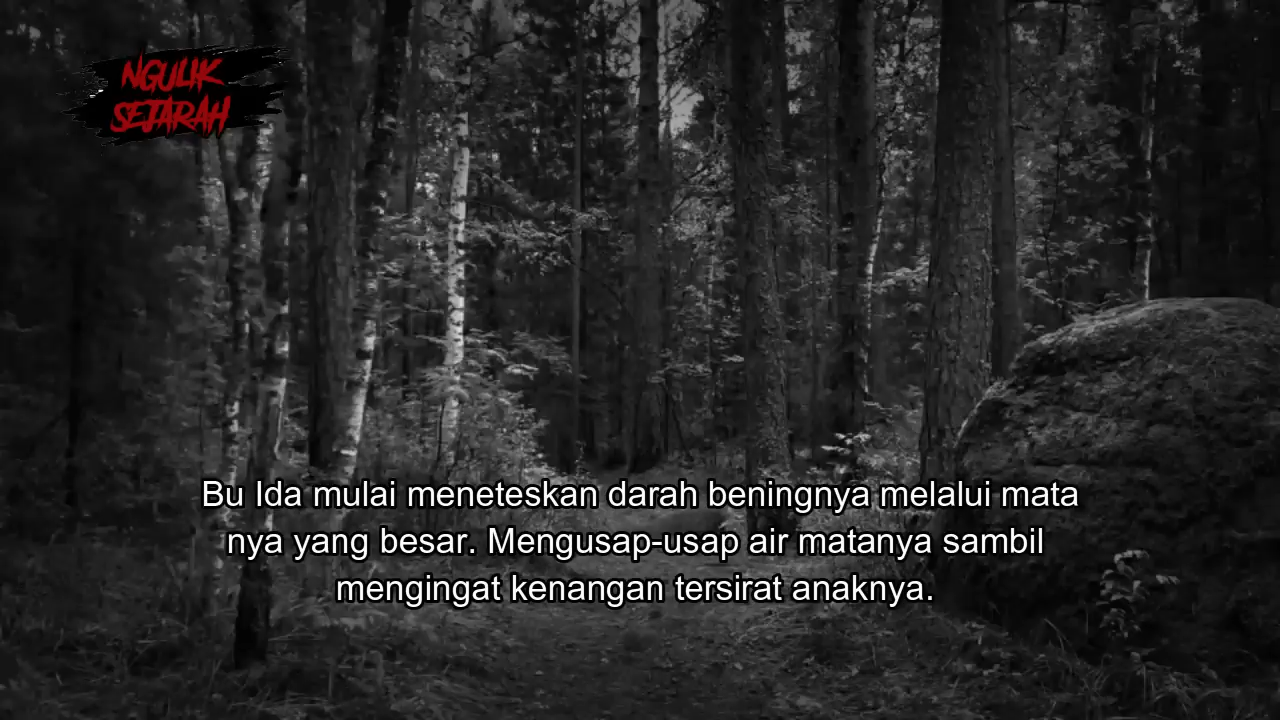 NGULIK
SEJARAH
Bu Ida mulai meneteskan darah beningnya melalui mata
nya yang besar. Mengusap-usap air matanya sambil
mengingat kenangan tersirat anaknya.